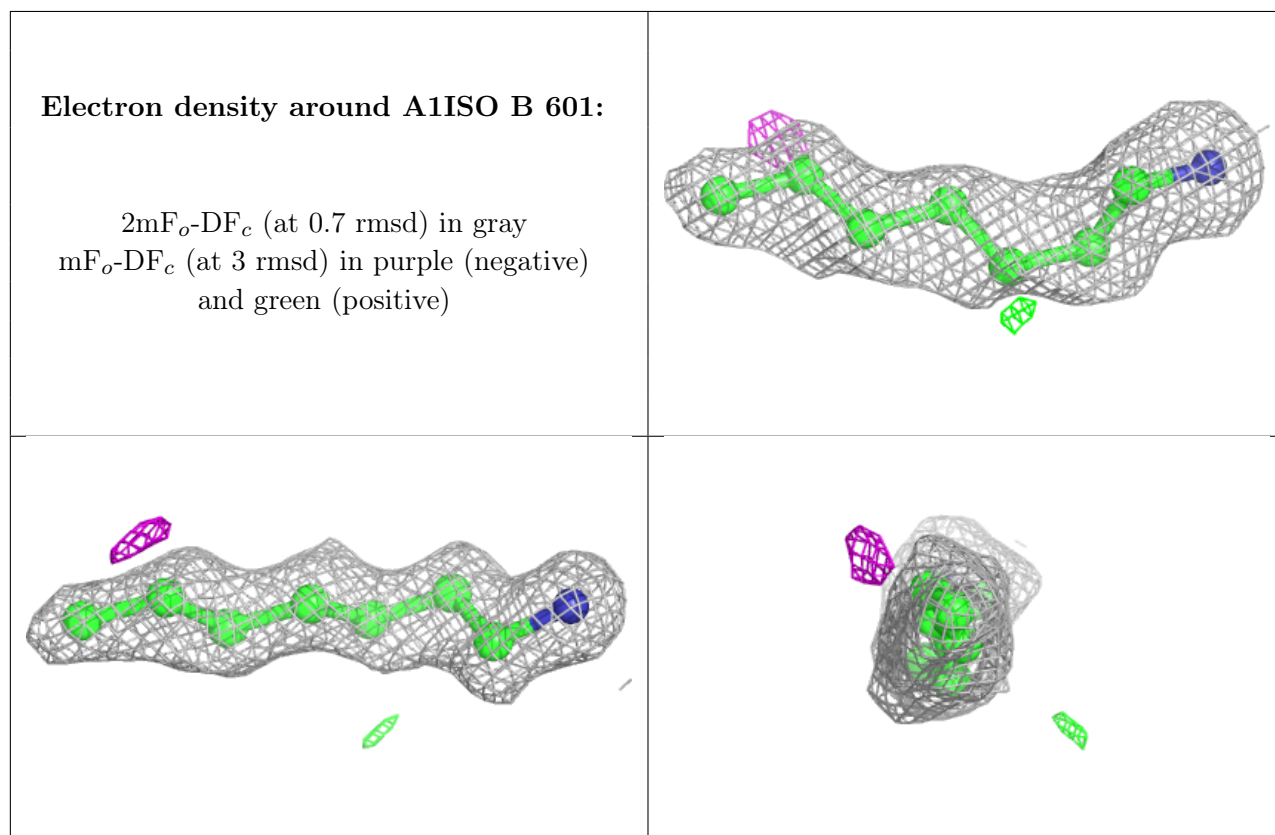 Electron density around A1ISO B 601:
2mFo-DFc (at 0.7 rmsd) in gray
mFo-DFc (at 3 rmsd) in purple (negative)
and green (positive)